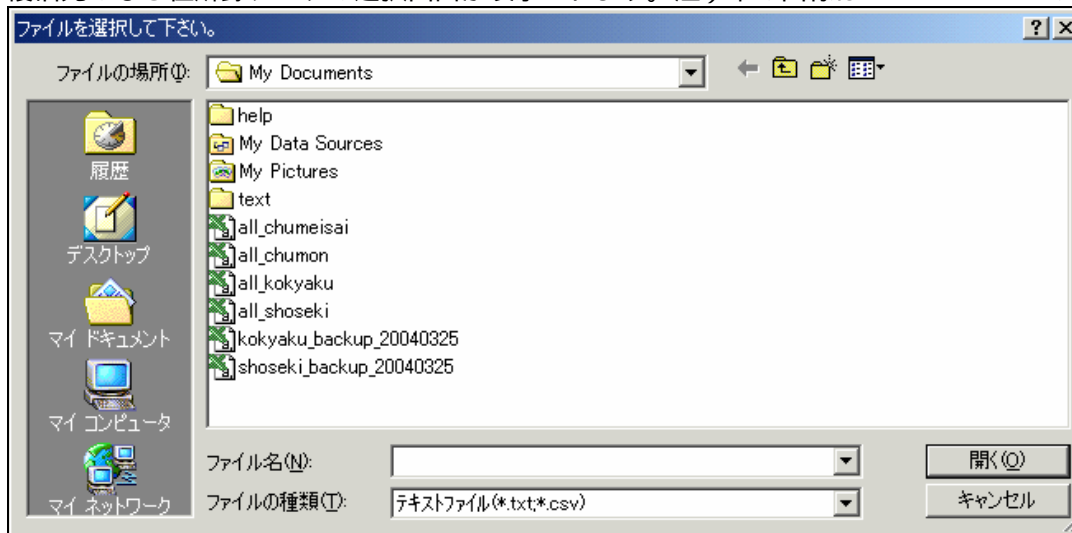 ファイルを選択して下さい。
ファイルの場所(I):
My Documents
履歴
デスクトップ
マイ ドキュメント
マイ コンピュータ
マイ ネットワーク
help
My Data Sources
My Pictures
text
all_chumeisai
all_chumon
all_kokyaku
all_shoseki
kokyaku_backup_20040325
shoseki_backup_20040325
ファイル名(N):
開く(O)
ファイルの種類(T):
テキストファイル(*.txt;*.csv)
キャンセル